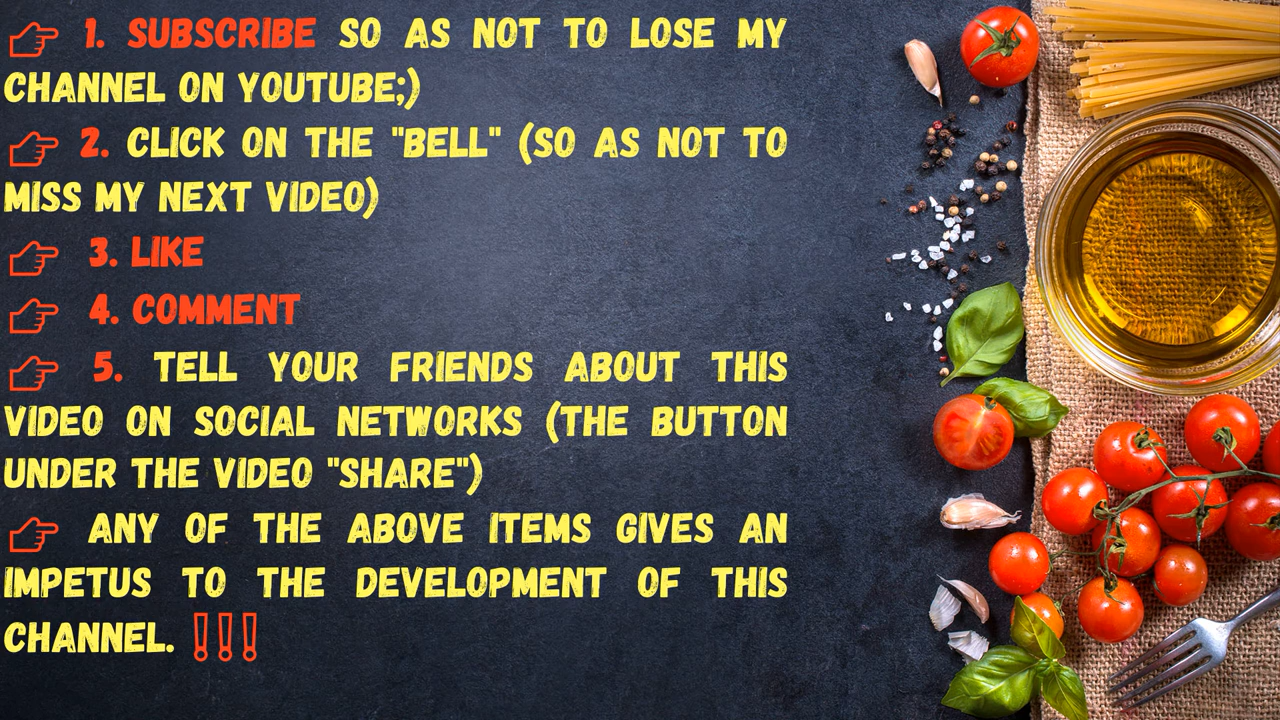 👉 1. SUBSCRIBE SO AS NOT TO LOSE MY
CHANNEL ON YOUTUBE;)
👉 2. CLICK ON THE "BELL" (SO AS NOT TO
MISS MY NEXT VIDEO)
👉 3. LIKE
👉 4. COMMENT
👉 5. TELL YOUR FRIENDS ABOUT THIS
VIDEO ON SOCIAL NETWORKS (THE BUTTON
UNDER THE VIDEO "SHARE")
👉 ANY OF THE ABOVE ITEMS GIVES AN
IMPETUS TO THE DEVELOPMENT OF THIS
CHANNEL. !!!